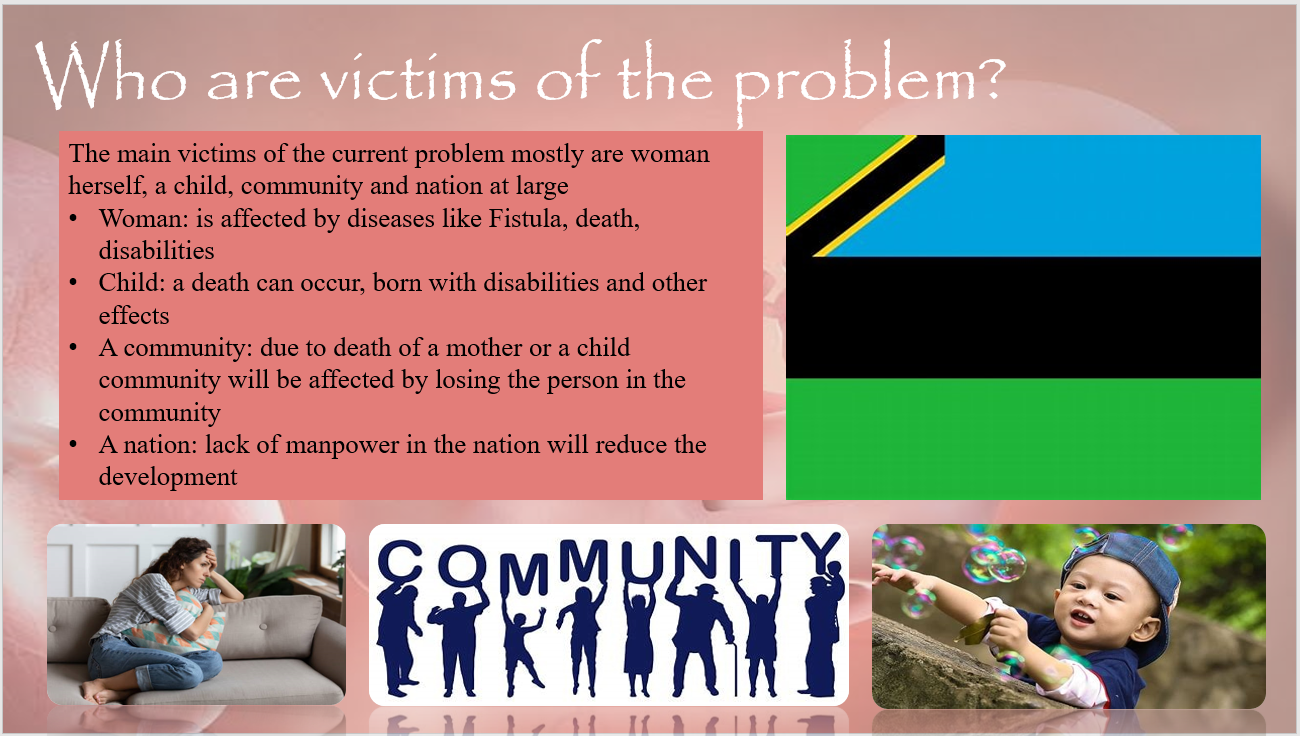 Who are victims of the problem?
The main victims of the current problem mostly are woman
herself, a child, community and nation at large
• Woman: is affected by diseases like Fistula, death,
disabilities
• Child: a death can occur, born with disabilities and other
effects
• A community: due to death of a mother or a child
community will be affected by losing the person in the
community
• A nation: lack of manpower in the nation will reduce the
development
COMMUNITY